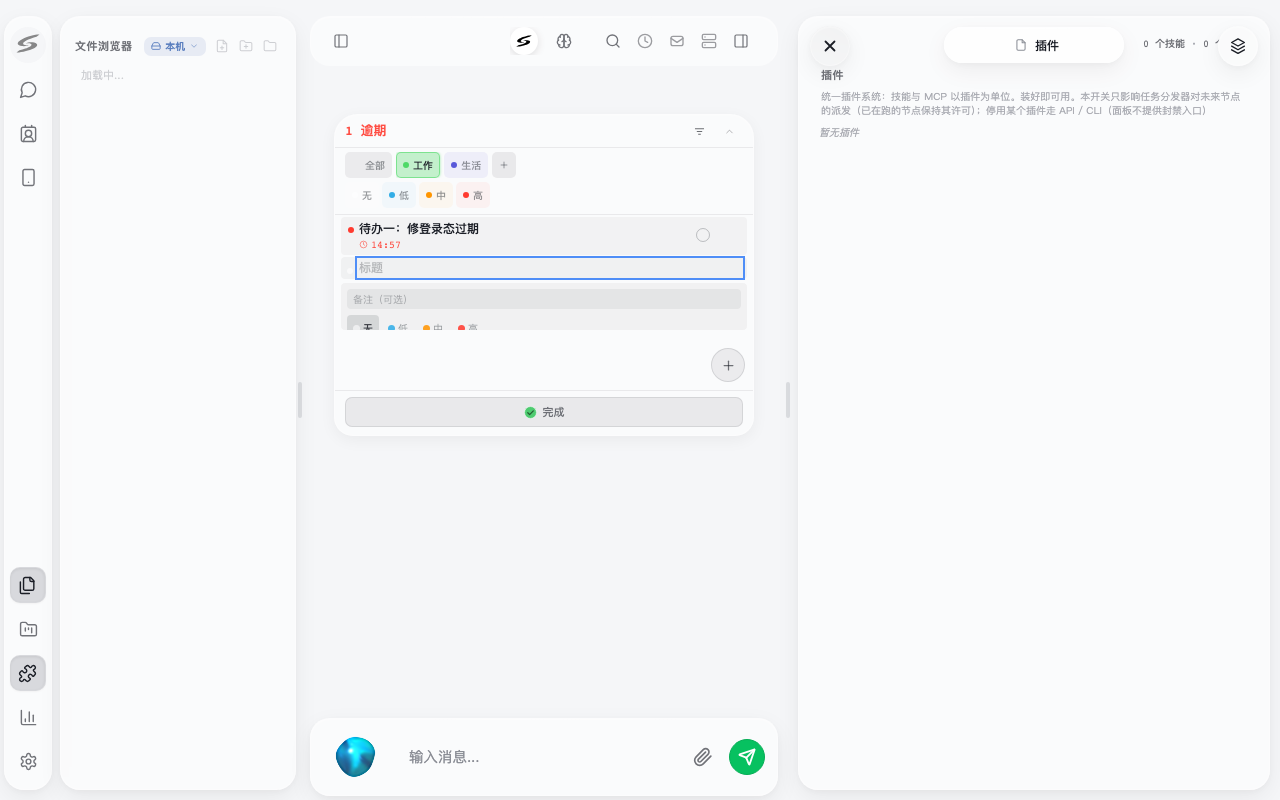 文件浏览器
本机
加载中...
1 逾期
全部
工作
生活
+
无
低
中
高
待办一: 修登录态过期
14:57
标题
备注（可选）
无
低
中
高
+
完成
输入消息...
插件
0 个技能 · 0
插件
统一插件系统: 技能与 MCP 以插件为单位。装好即可用。本开关只影响任务分发器对未来节点
的派发（已在跑的节点保持其许可）; 停用某个插件走 API / CLI（面板不提供封禁入口）
暂无插件